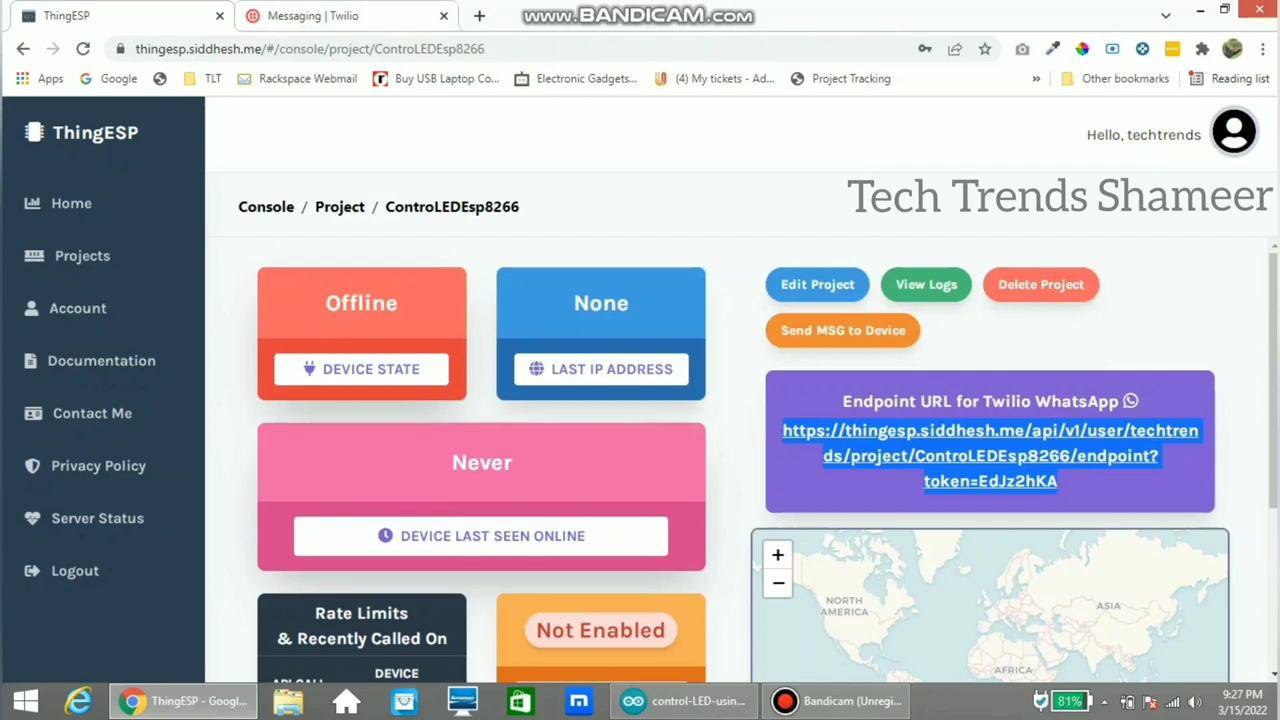 ThingESP
Messaging | Twilio
www.BANDICAM.com
thingesp.siddhesh.me/#/console/project/ControLEDEsp8266
Apps
Google
TLT
Rackspace Webmail
Buy USB Laptop Co...
Electronic Gadgets...
(4) My tickets - Ad...
Project Tracking
»
Other bookmarks
Reading list
ThingESP
Hello, techtrends
Home
Projects
Account
Documentation
Contact Me
Privacy Policy
Server Status
Logout
Console / Project / ControLEDEsp8266
Tech Trends Shameer
Offline
DEVICE STATE
None
LAST IP ADDRESS
Edit Project
View Logs
Delete Project
Send MSG to Device
Endpoint URL for Twilio WhatsApp
https://thingesp.siddhesh.me/api/v1/user/techtren
ds/project/ControLEDEsp8266/endpoint?
token=EdJz2hKA
Never
DEVICE LAST SEEN ONLINE
Rate Limits
& Recently Called On
DEVICE
Not Enabled
+
−
NORTH
AMERICA
ASIA
AFRICA
ThingESP - Googl...
control-LED-usin...
Bandicam (Unregi...
81%
9:27 PM
3/15/2022